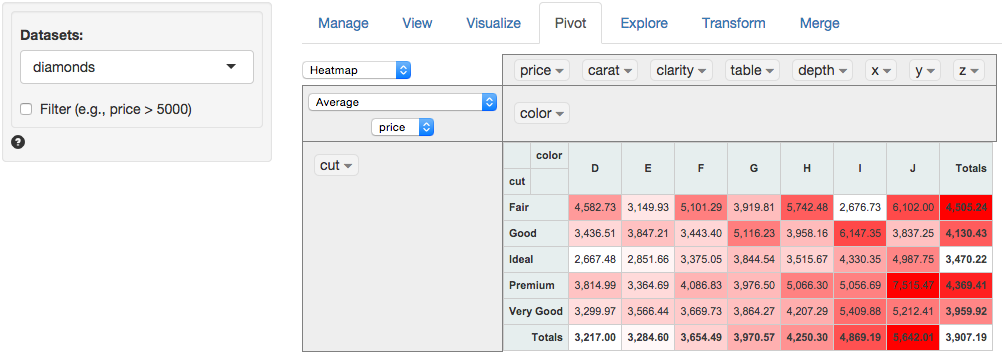 Datasets:
diamonds
Filter (e.g., price > 5000)
?
Manage View Visualize Pivot Explore Transform Merge
Heatmap
price carat clarity table depth x y z
Average
price
color
cut
color D E F G H I J Totals
cut
Fair 4,582.73 3,149.93 5,101.29 3,919.81 5,742.48 2,676.73 6,102.00 4,505.24
Good 3,436.51 3,847.21 3,443.40 5,116.23 3,958.16 6,147.35 3,837.25 4,130.43
Ideal 2,667.48 2,851.66 3,375.05 3,844.54 3,515.67 4,330.35 4,987.75 3,470.22
Premium 3,814.99 3,364.69 4,086.83 3,976.50 5,066.30 5,056.69 7,515.47 4,369.41
Very Good 3,299.97 3,566.44 3,669.73 3,864.27 4,207.29 5,409.88 5,212.41 3,959.92
Totals 3,217.00 3,284.60 3,654.49 3,970.57 4,250.30 4,869.19 5,642.01 3,907.19